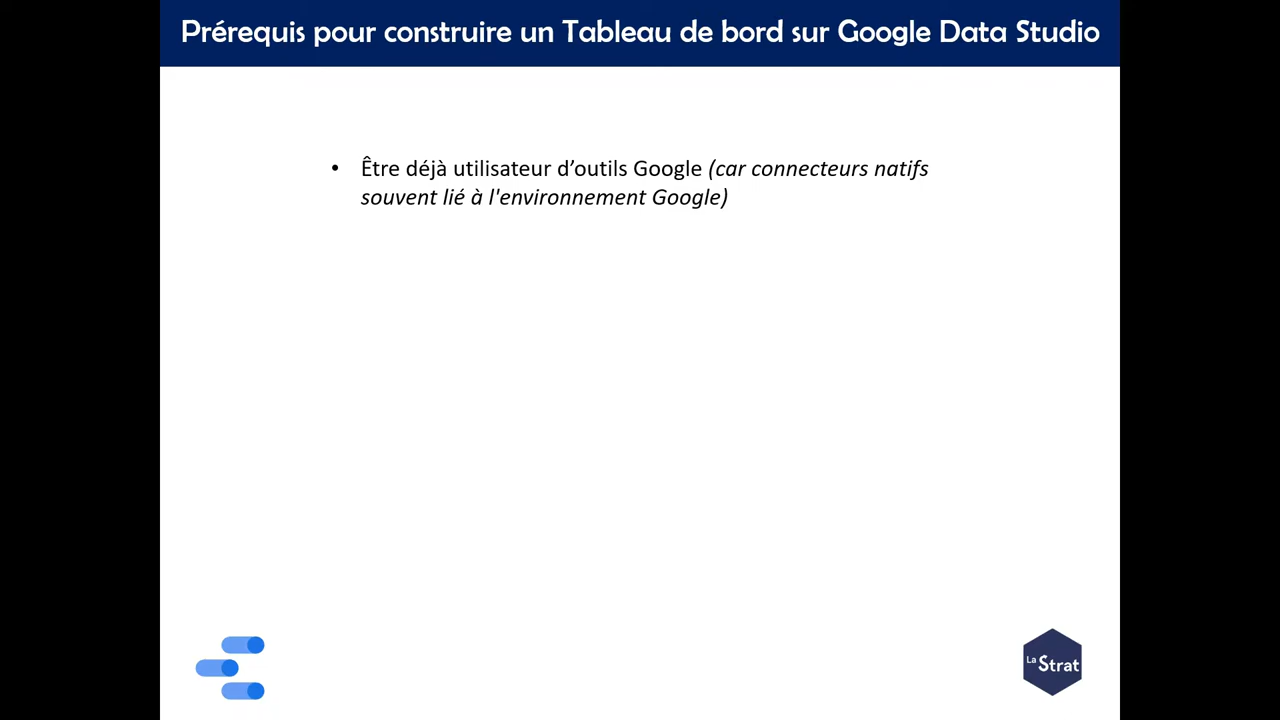 Prérequis pour construire un Tableau de bord sur Google Data Studio
• Être déjà utilisateur d’outils Google (car connecteurs natifs
souvent lié à l'environnement Google)
La Strat